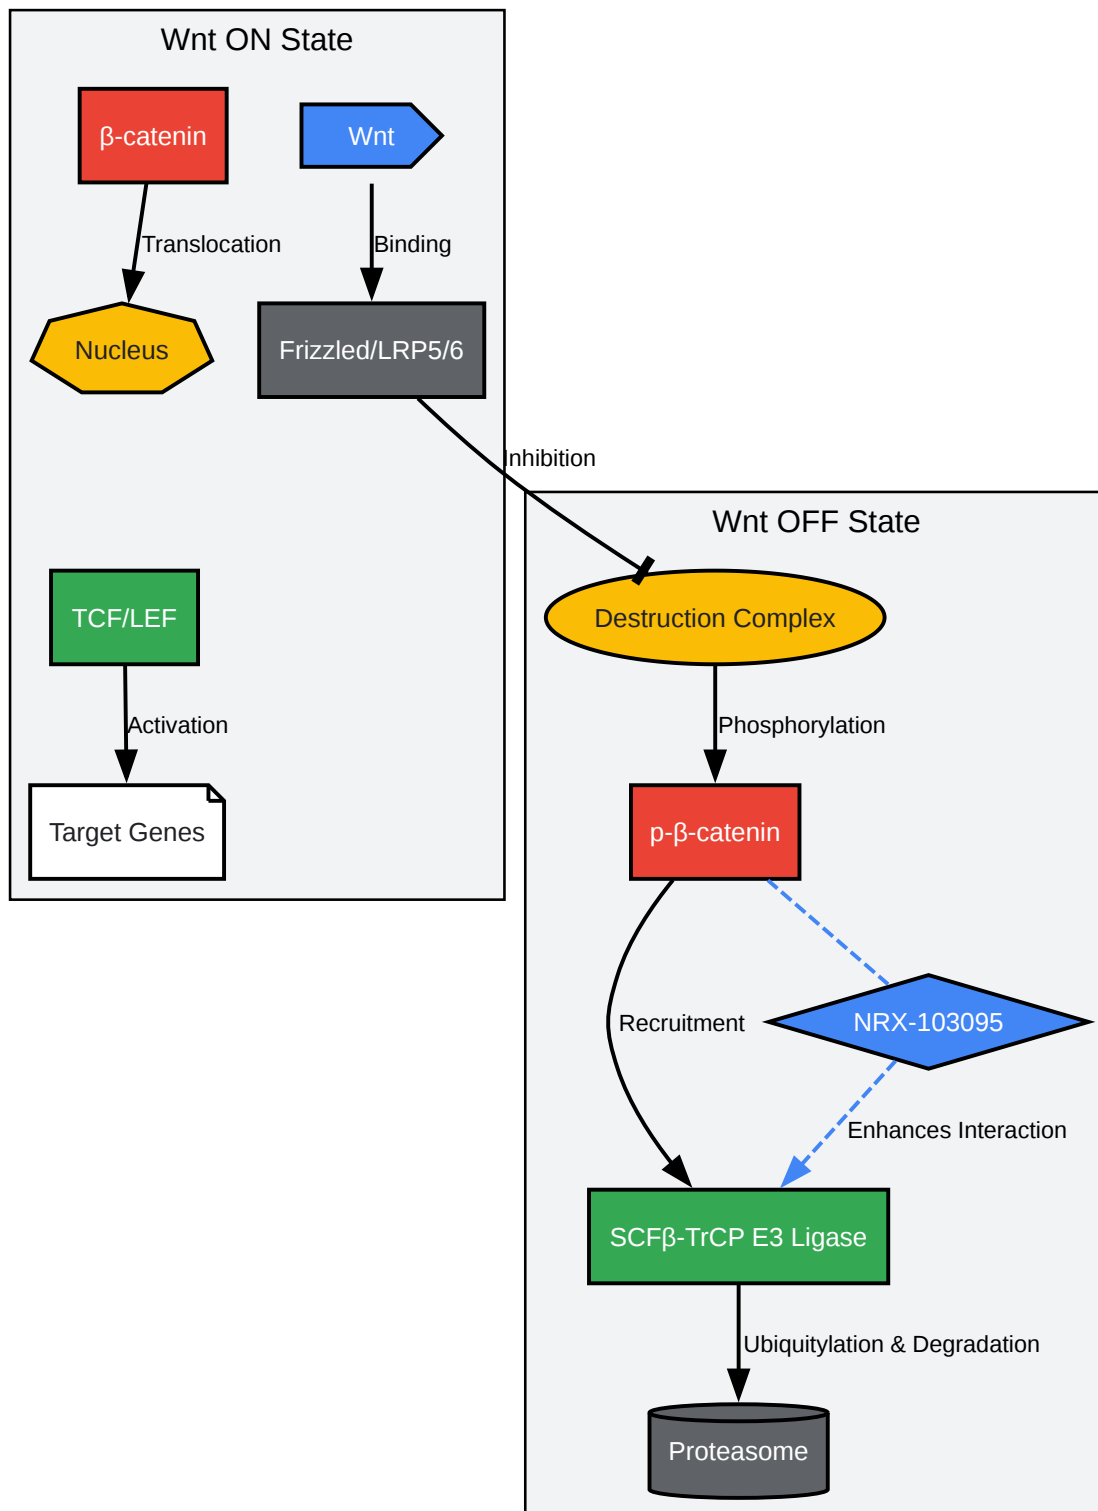 Wnt ON State
β-catenin
Wnt
Translocation
Binding
Nucleus
Frizzled/LRP5/6
Inhibition
Wnt OFF State
TCF/LEF
Destruction Complex
Activation
Phosphorylation
Target Genes
p-β-catenin
Recruitment
NRX-103095
Enhances Interaction
SCFβ-TrCP E3 Ligase
Ubiquitylation & Degradation
Proteasome